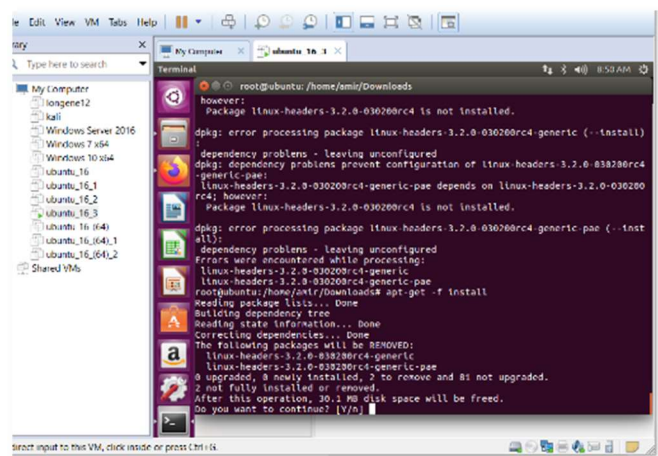 le Edit View VM Tabs Help
rary
Type here to search
My Computer
longene12
kali
Windows Server 2016
Windows 7 x64
Windows 10 x64
ubuntu_16
ubuntu_16_1
ubuntu_16_2
ubuntu_16_3
ubuntu_16_(64)
ubuntu_16_(64)_1
ubuntu_16_(64)_2
Shared VMs
My Computer
ubuntu_16_3
Terminal
8:50 AM
root@ubuntu: /home/amir/Downloads
however:
Package linux-headers-3.2.0-030200rc4 is not installed.
dpkg: error processing package linux-headers-3.2.0-030200rc4-generic (--install)
:
dependency problems - leaving unconfigured
dpkg: dependency problems prevent configuration of linux-headers-3.2.0-030200rc4
-generic-pae:
linux-headers-3.2.0-030200rc4-generic-pae depends on linux-headers-3.2.0-030200
rc4; however:
Package linux-headers-3.2.0-030200rc4 is not installed.
dpkg: error processing package linux-headers-3.2.0-030200rc4-generic-pae (--inst
all):
dependency problems - leaving unconfigured
Errors were encountered while processing:
linux-headers-3.2.0-030200rc4-generic
linux-headers-3.2.0-030200rc4-generic-pae
root@ubuntu:/home/amir/Downloads# apt-get -f install
Reading package lists... Done
Building dependency tree
Reading state information... Done
Correcting dependencies... Done
The following packages will be REMOVED:
linux-headers-3.2.0-030200rc4-generic
linux-headers-3.2.0-030200rc4-generic-pae
0 upgraded, 0 newly installed, 2 to remove and 81 not upgraded.
2 not fully installed or removed.
After this operation, 30.1 MB disk space will be freed.
Do you want to continue? [Y/n]
direct input to this VM, click inside or press Ctrl+G.